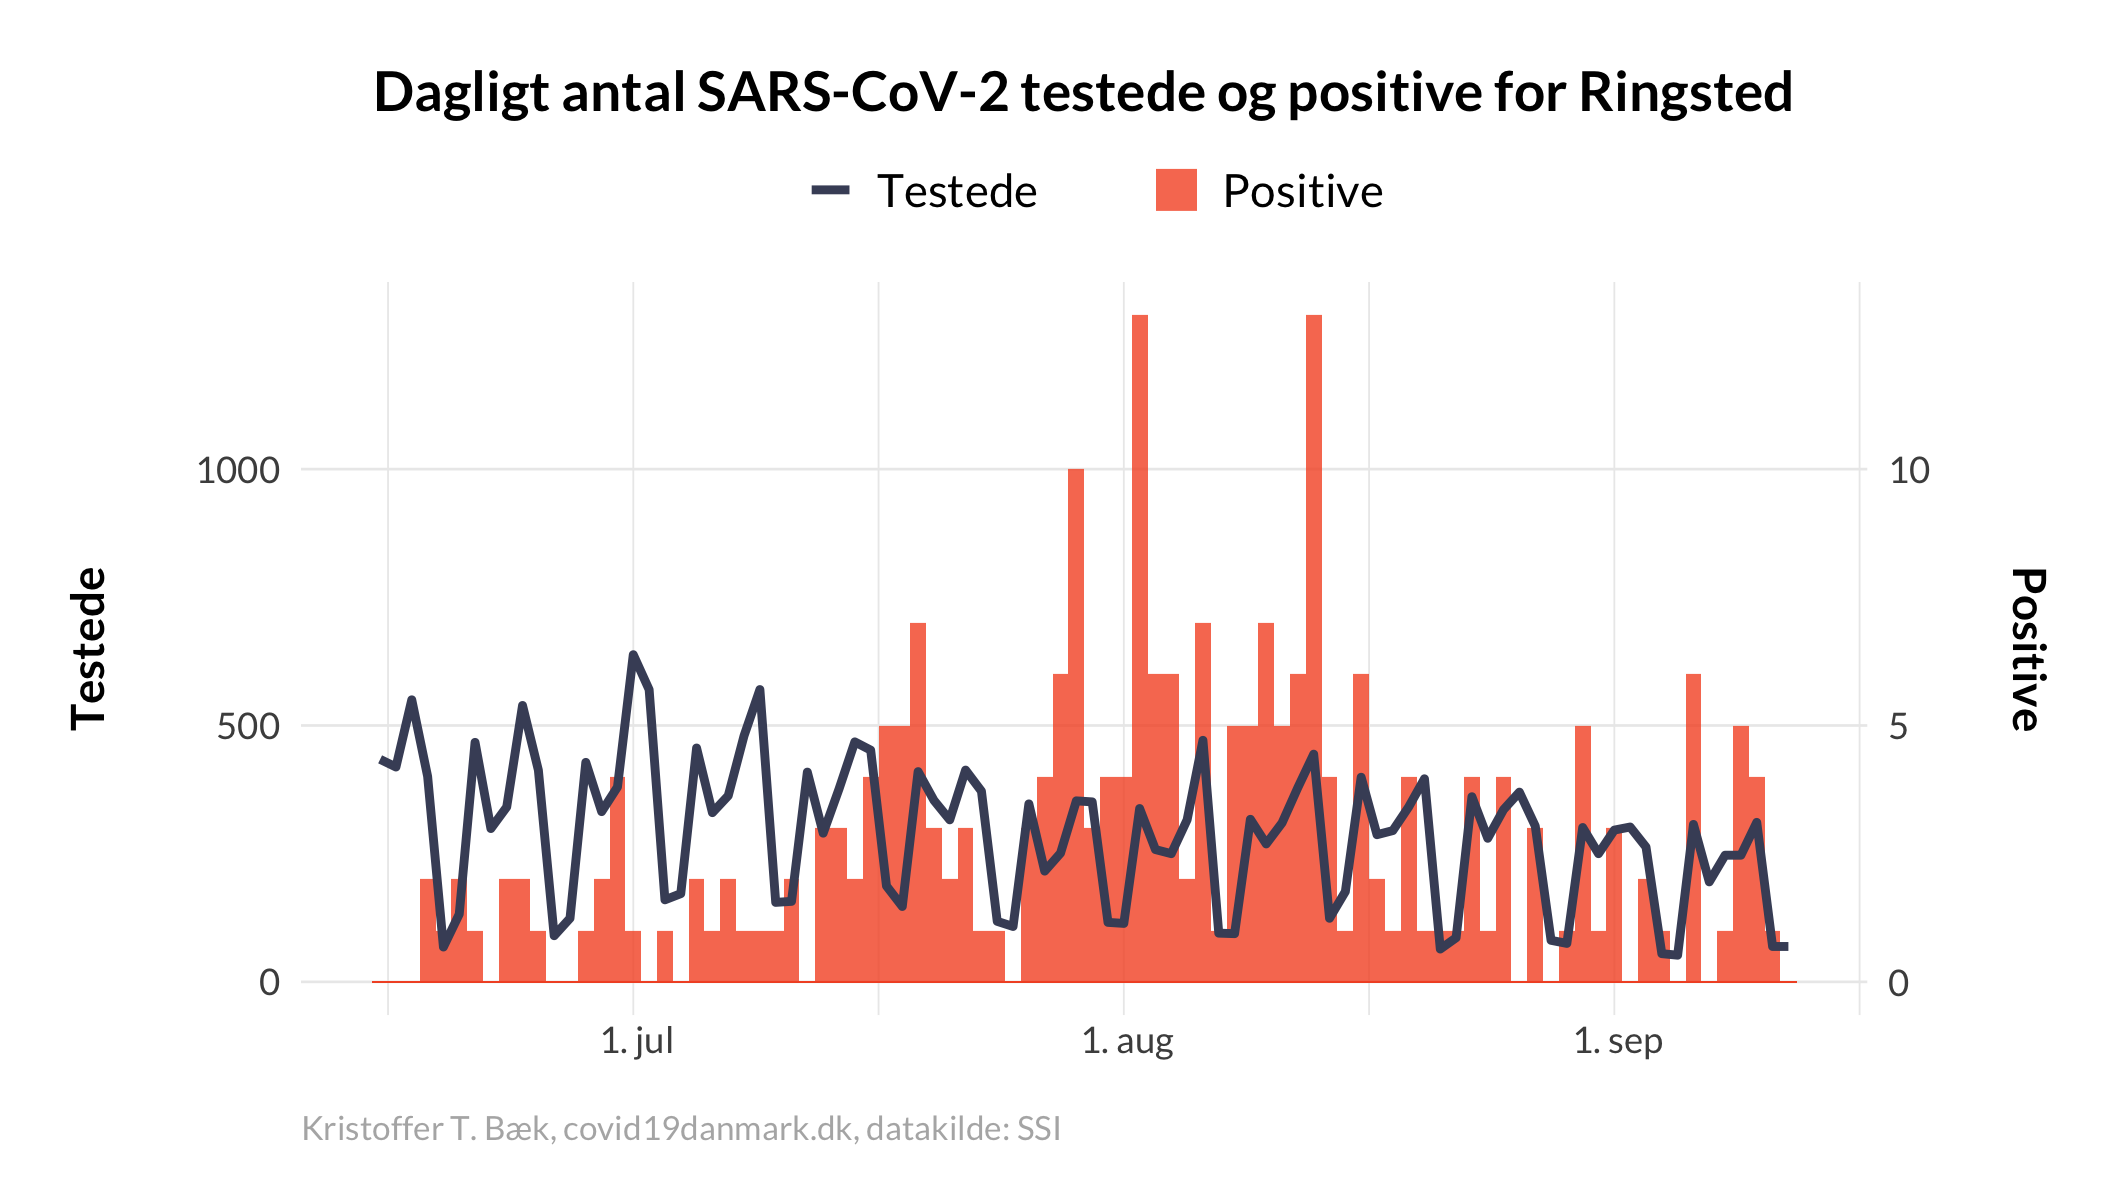 Dagligt antal SARS-CoV-2 testede og positive for Ringsted
Testede
Positive
Testede
1000
500
0
10
5
0
Positive
1. jul
1. aug
1. sep
Kristoffer T. Bæk, covid19danmark.dk, datakilde: SSI